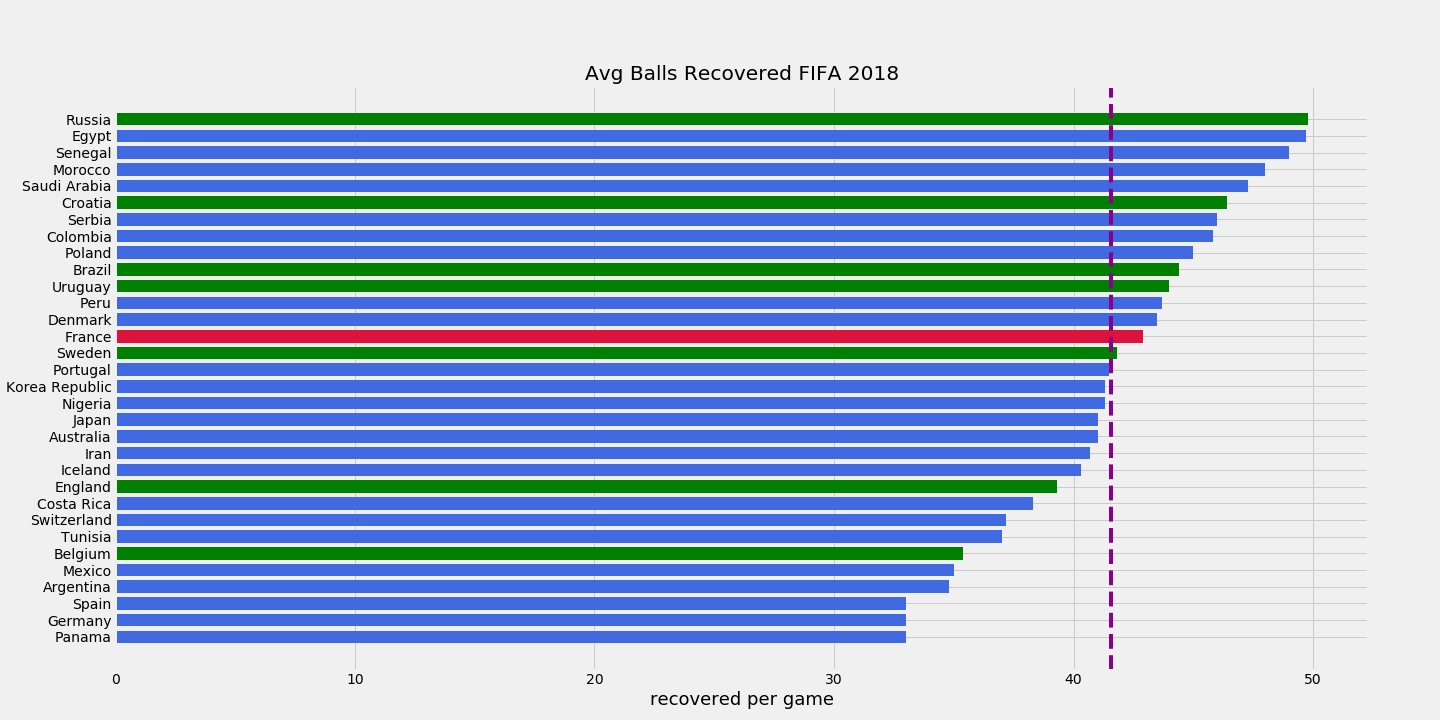 Avg Balls Recovered FIFA 2018
Russia
Egypt
Senegal
Morocco
Saudi Arabia
Croatia
Serbia
Colombia
Poland
Brazil
Uruguay
Peru
Denmark
France
Sweden
Portugal
Korea Republic
Nigeria
Japan
Australia
Iran
Iceland
England
Costa Rica
Switzerland
Tunisia
Belgium
Mexico
Argentina
Spain
Germany
Panama
0 10 20 30 40 50
recovered per game